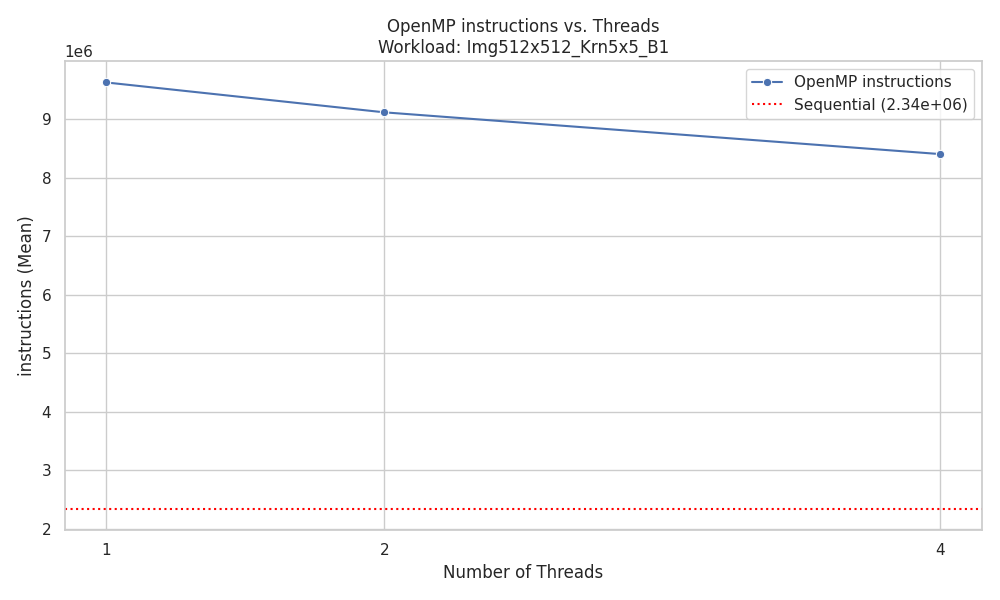 OpenMP instructions vs. Threads
Workload: Img512x512_Krn5x5_B1
1e6
OpenMP instructions
Sequential (2.34e+06)
9
8
7
6
5
4
3
2
instructions (Mean)
1
2
4
Number of Threads